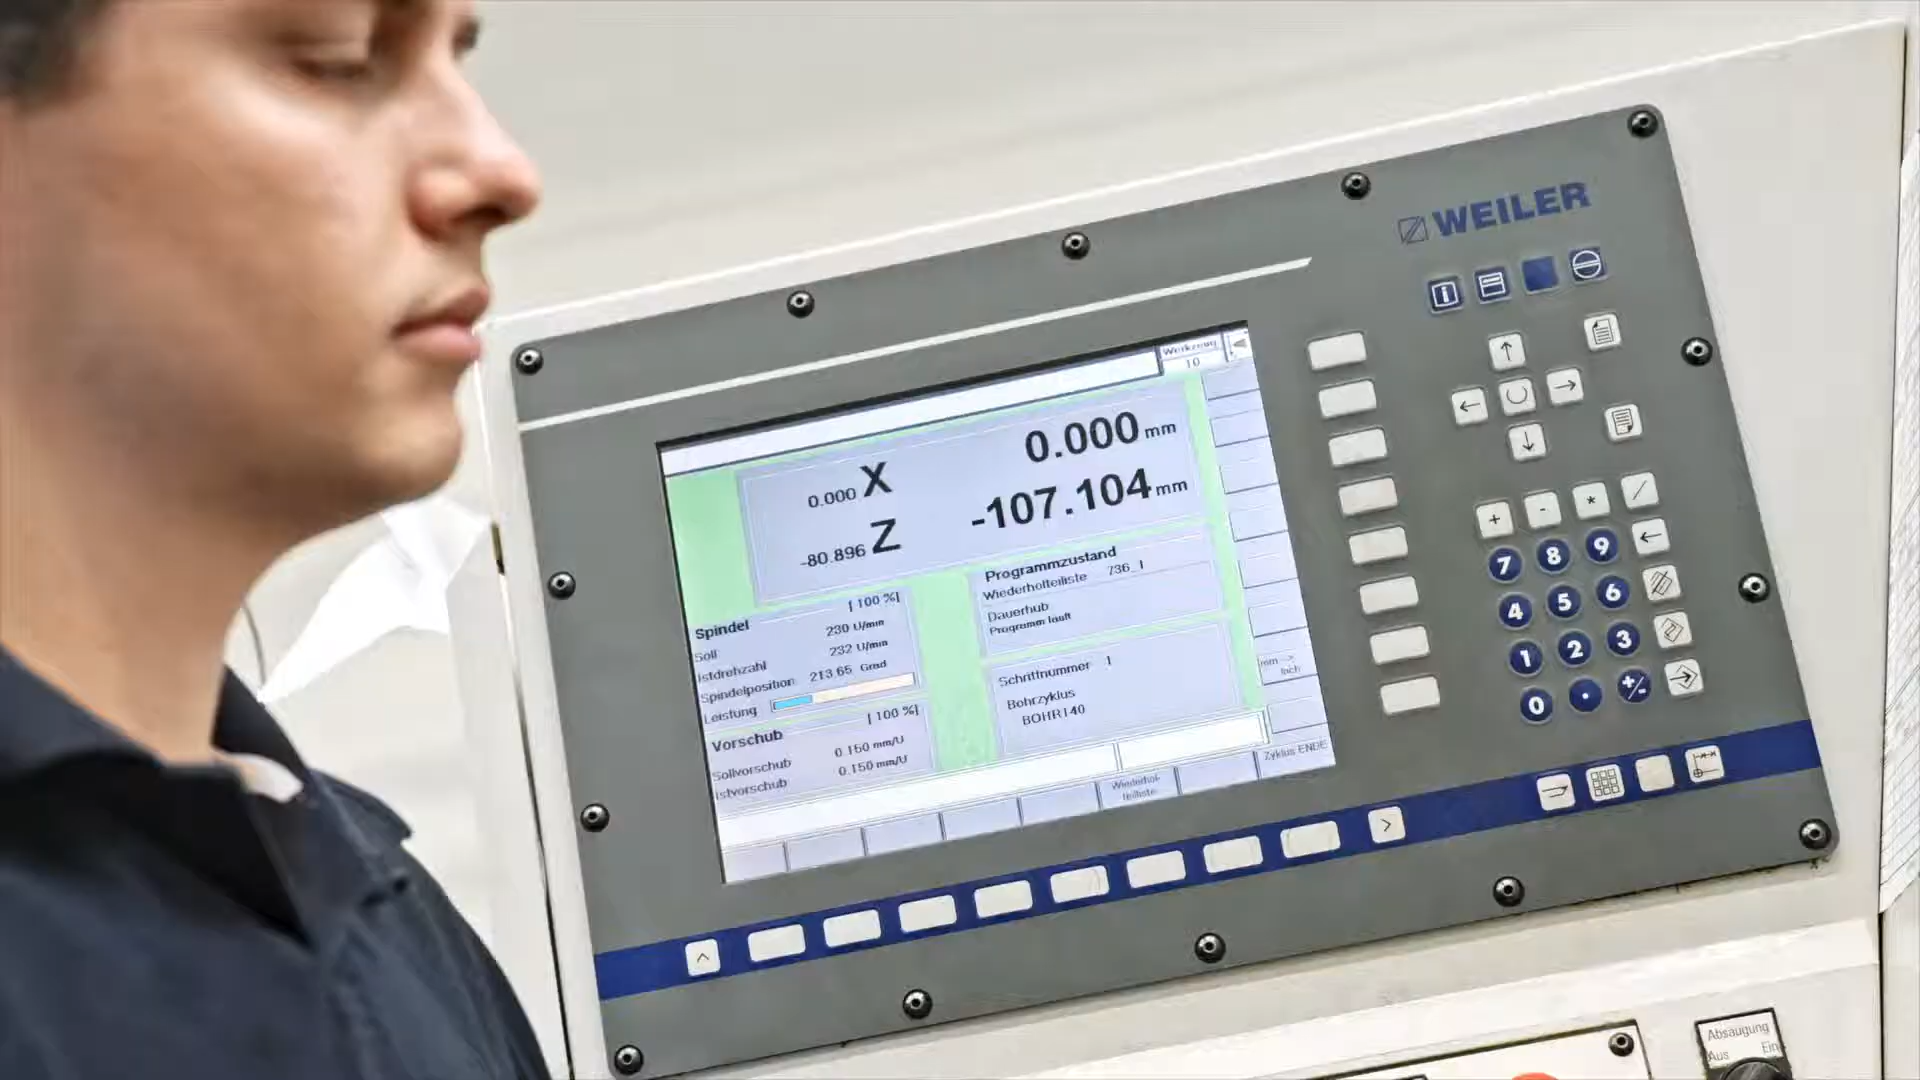 WEILER
Werkzeug
10
0.000 X 0.000 mm
-80.896 Z -107.104 mm
Spindel [100 %]
Soll 230 U/min
Istdrehzahl 232 U/min
Spindelposition 213.65 Grad
Leistung
Vorschub [100 %]
Sollvorschub 0.150 mm/U
Istvorschub 0.150 mm/U
Programmzustand
Wiederholteiliste 736_1
Dauerhub
Programm läuft
Schrittnummer 1
Bohrzyklus
BOHR140
mm -->
Inch
Zyklus ENDE
Wiederhol-
teiliste
+ - * /
7 8 9
4 5 6
1 2 3
0 . +/-
Absaugung
Aus Ein